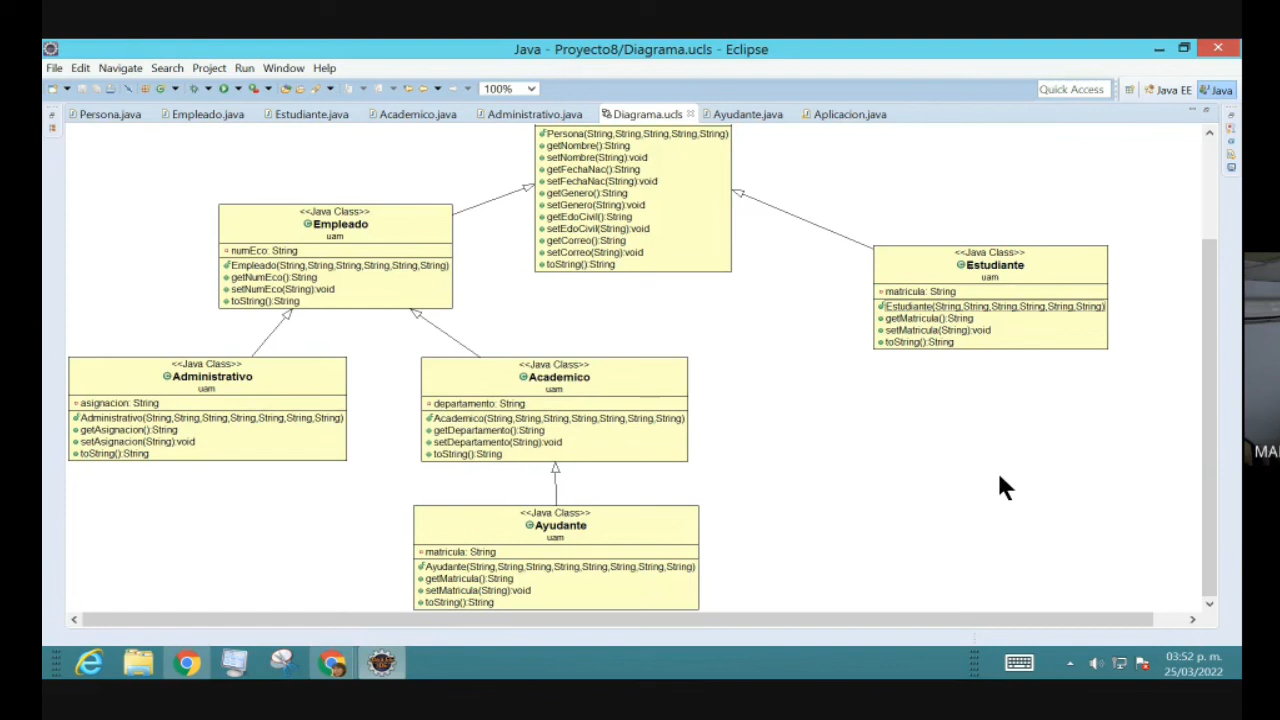 Java - Proyecto8/Diagrama.ucls - Eclipse
File Edit Navigate Search Project Run Window Help
100% Quick Access Java EE Java
Persona.java Empleado.java Estudiante.java Academico.java Administrativo.java Diagrama.ucls Ayudante.java Aplicacion.java
Persona(String,String,String,String,String)
getNombre():String
setNombre(String):void
getFechaNac():String
setFechaNac(String):void
getGenero():String
setGenero(String):void
getEdoCivil():String
setEdoCivil(String):void
getCorreo():String
setCorreo(String):void
toString():String
<<Java Class>>
Empleado
uam
numEco: String
Empleado(String,String,String,String,String,String)
getNumEco():String
setNumEco(String):void
toString():String
<<Java Class>>
Estudiante
uam
matricula: String
Estudiante(String,String,String,String,String,String)
getMatricula():String
setMatricula(String):void
toString():String
<<Java Class>>
Administrativo
uam
asignacion: String
Administrativo(String,String,String,String,String,String,String)
getAsignacion():String
setAsignacion(String):void
toString():String
<<Java Class>>
Academico
uam
departamento: String
Academico(String,String,String,String,String,String,String)
getDepartamento():String
setDepartamento(String):void
toString():String
<<Java Class>>
Ayudante
uam
matricula: String
Ayudante(String,String,String,String,String,String,String,String)
getMatricula():String
setMatricula(String):void
toString():String
MA
03:52 p. m.
25/03/2022